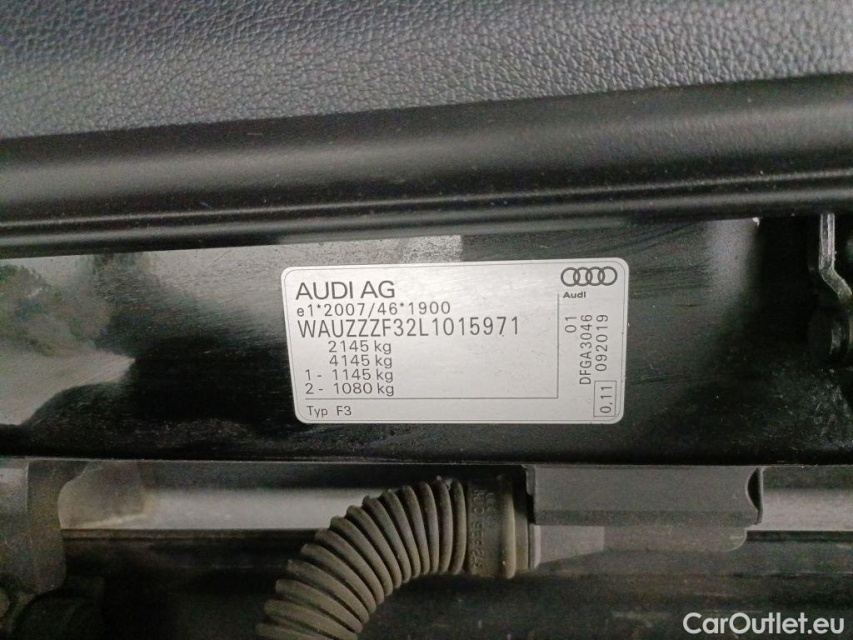 AUDI AG
e1*2007/46*1900
WAUZZZF32L1015971
2145 kg
4145 kg
1 - 1145 kg
2 - 1080 kg
Typ F3
Audi
01
DFGA3046
092019
0,11
CarOutlet.eu